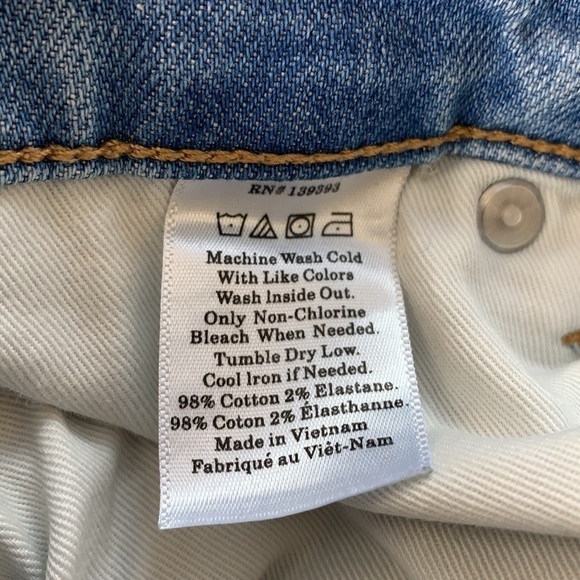 RN# 139393
Machine Wash Cold
With Like Colors
Wash Inside Out.
Only Non-Chlorine
Bleach When Needed.
Tumble Dry Low.
Cool Iron if Needed.
98% Cotton 2% Elastane.
98% Coton 2% Élasthanne.
Made in Vietnam
Fabriqué au Viêt-Nam